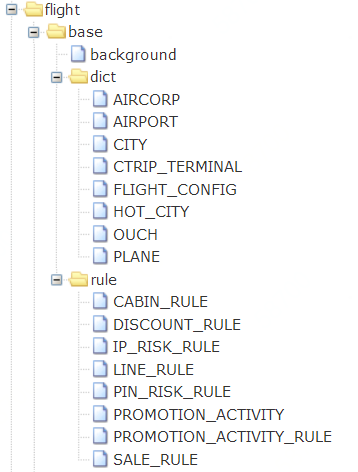 flight
base
background
dict
AIRCORP
AIRPORT
CITY
CTRIP_TERMINAL
FLIGHT_CONFIG
HOT_CITY
OUCH
PLANE
rule
CABIN_RULE
DISCOUNT_RULE
IP_RISK_RULE
LINE_RULE
PIN_RISK_RULE
PROMOTION_ACTIVITY
PROMOTION_ACTIVITY_RULE
SALE_RULE